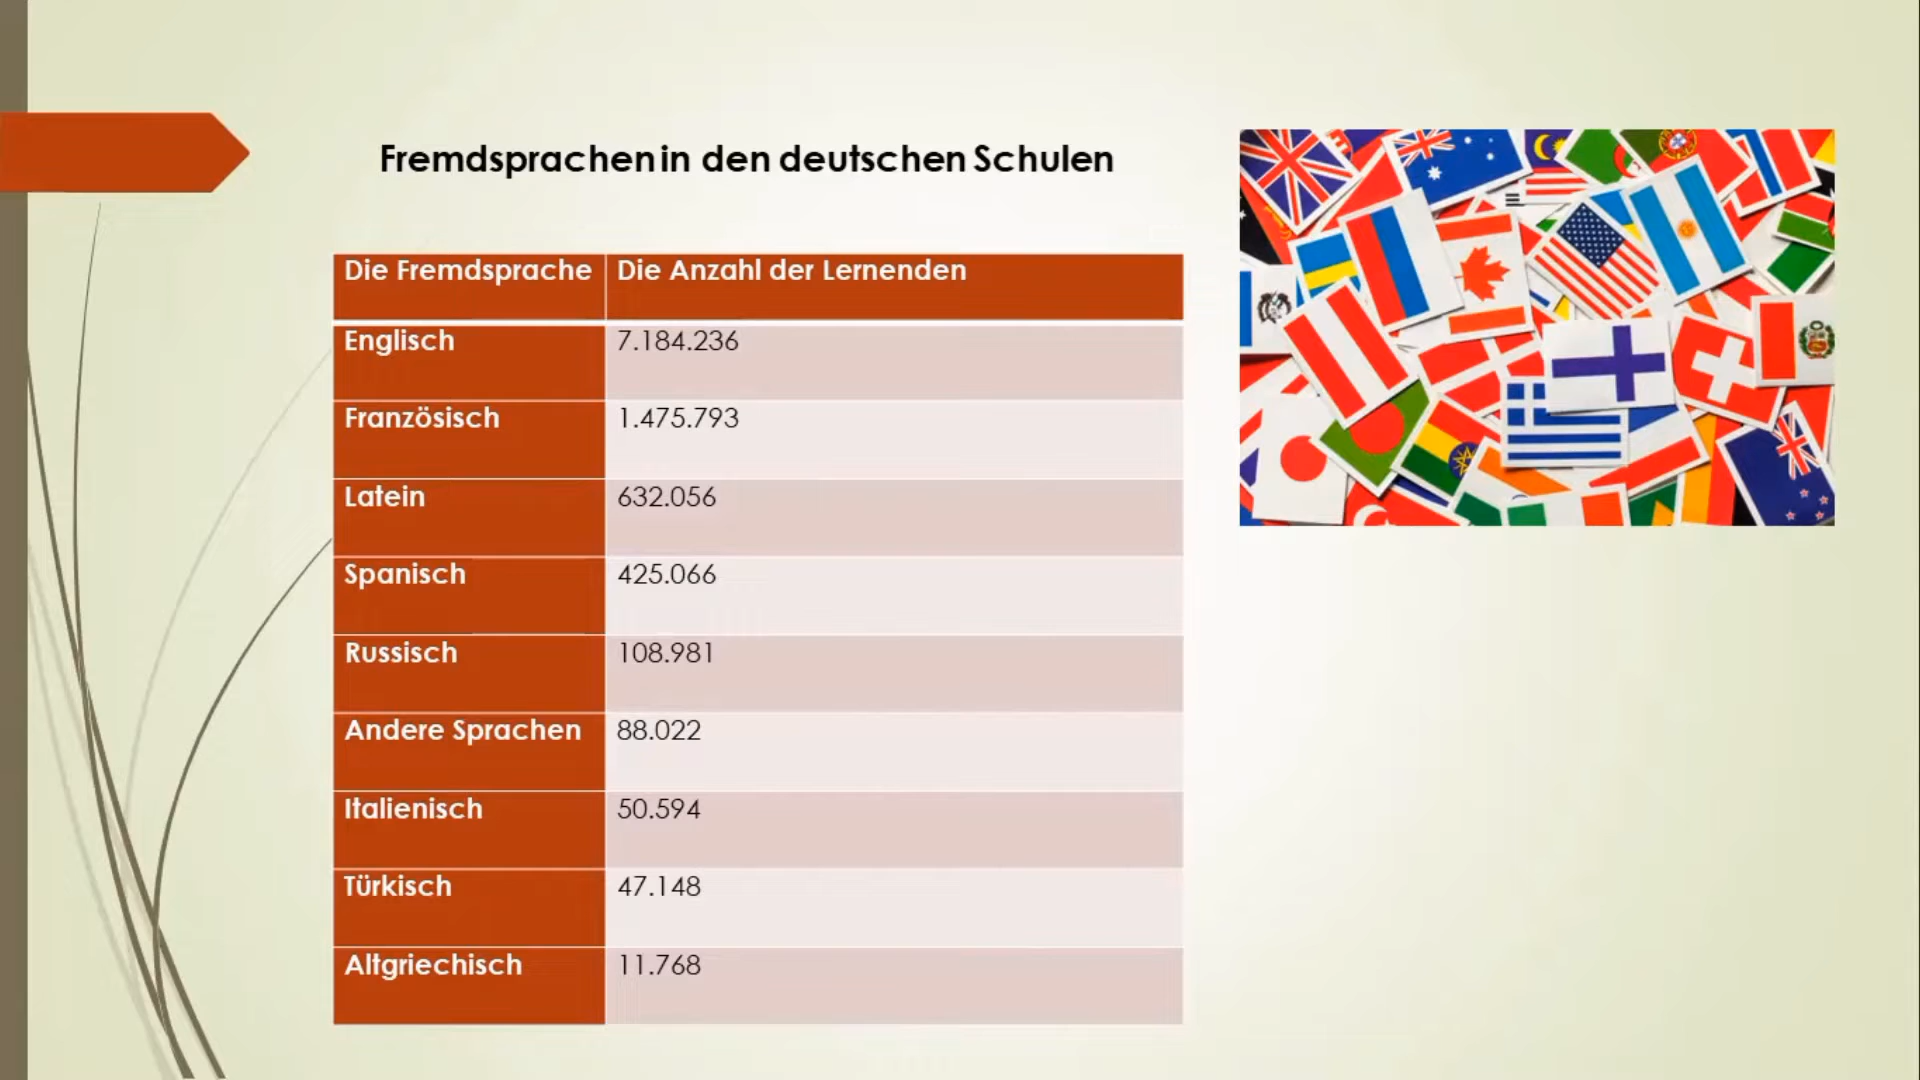 Fremdsprachen in den deutschen Schulen
Die Fremdsprache Die Anzahl der Lernenden
Englisch 7.184.236
Französisch 1.475.793
Latein 632.056
Spanisch 425.066
Russisch 108.981
Andere Sprachen 88.022
Italienisch 50.594
Türkisch 47.148
Altgriechisch 11.768